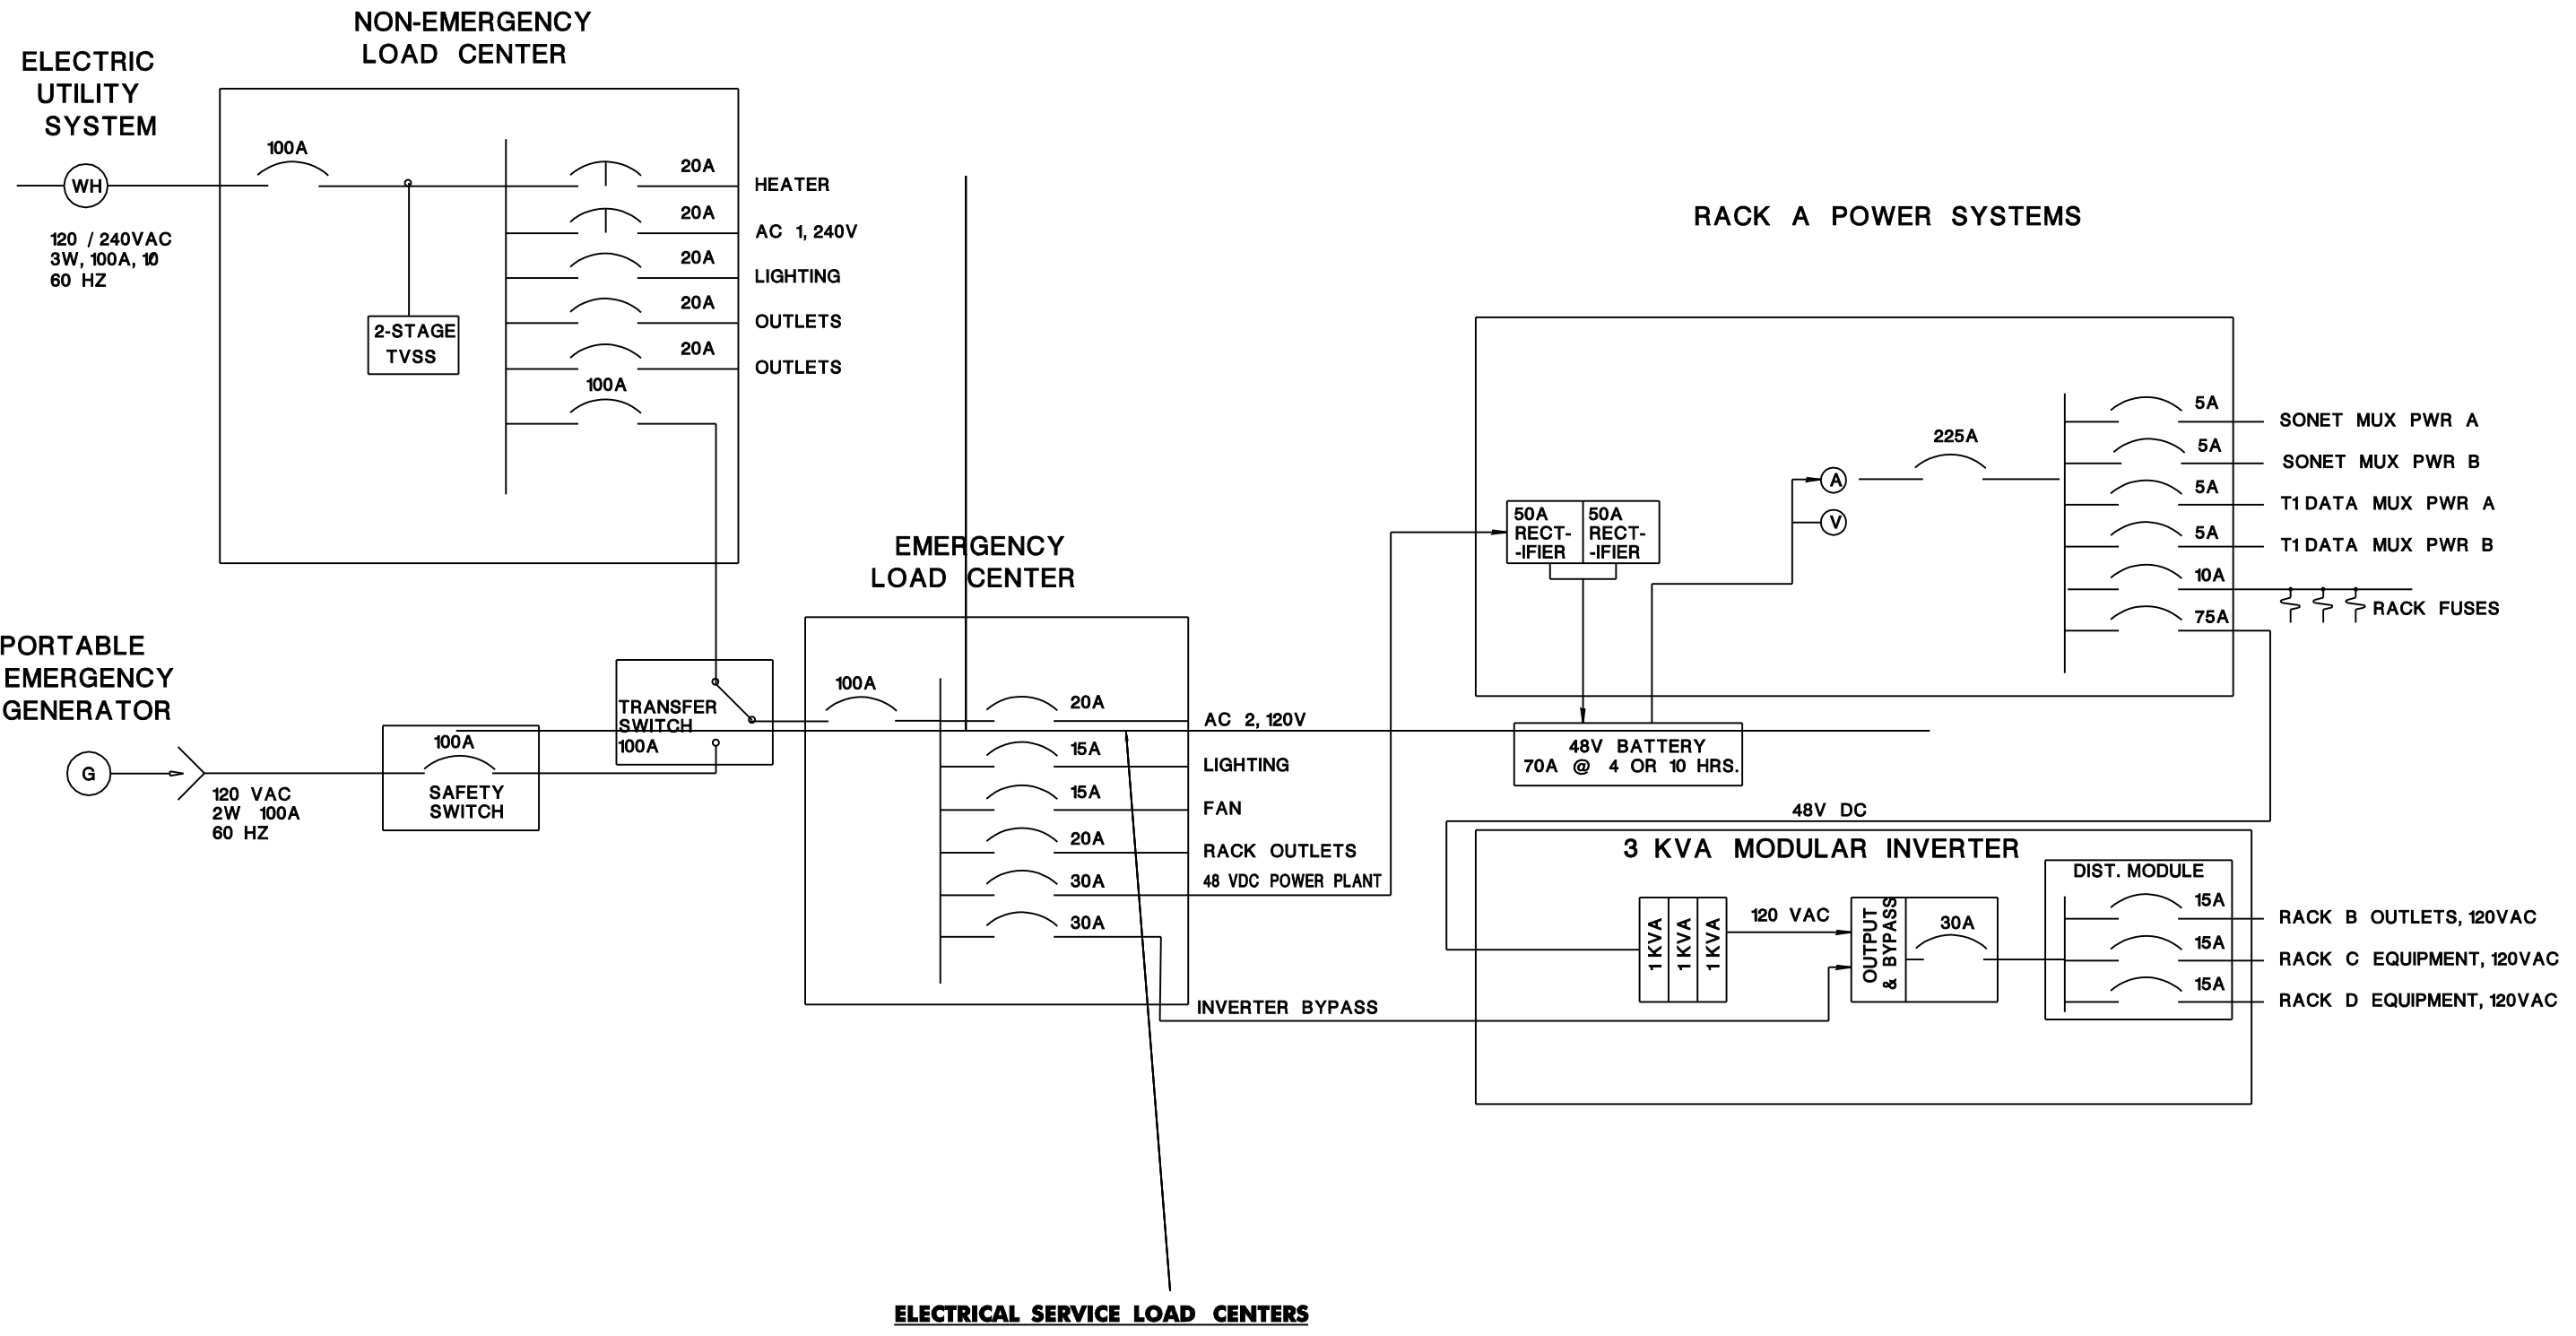 NON-EMERGENCY
LOAD CENTER
ELECTRIC
UTILITY
SYSTEM
100A
WH
120 / 240VAC
3W, 100A, 1Ø
60 HZ
2-STAGE
TVSS
20A
HEATER
20A
AC 1, 240V
20A
LIGHTING
20A
OUTLETS
20A
OUTLETS
100A
PORTABLE
EMERGENCY
GENERATOR
G
120 VAC
2W 100A
60 HZ
100A
SAFETY
SWITCH
TRANSFER
SWITCH
100A
EMERGENCY
LOAD CENTER
100A
20A
AC 2, 120V
15A
LIGHTING
15A
FAN
20A
RACK OUTLETS
30A
48 VDC POWER PLANT
30A
INVERTER BYPASS
RACK A POWER SYSTEMS
50A
RECT-
-IFIER
50A
RECT-
-IFIER
A
V
225A
5A
SONET MUX PWR A
5A
SONET MUX PWR B
5A
T1 DATA MUX PWR A
5A
T1 DATA MUX PWR B
10A
RACK FUSES
75A
48V BATTERY
70A @ 4 OR 10 HRS.
48V DC
3 KVA MODULAR INVERTER
1 KVA
1 KVA
1 KVA
120 VAC
OUTPUT
& BYPASS
30A
DIST. MODULE
15A
RACK B OUTLETS, 120VAC
15A
RACK C EQUIPMENT, 120VAC
15A
RACK D EQUIPMENT, 120VAC
ELECTRICAL SERVICE LOAD CENTERS